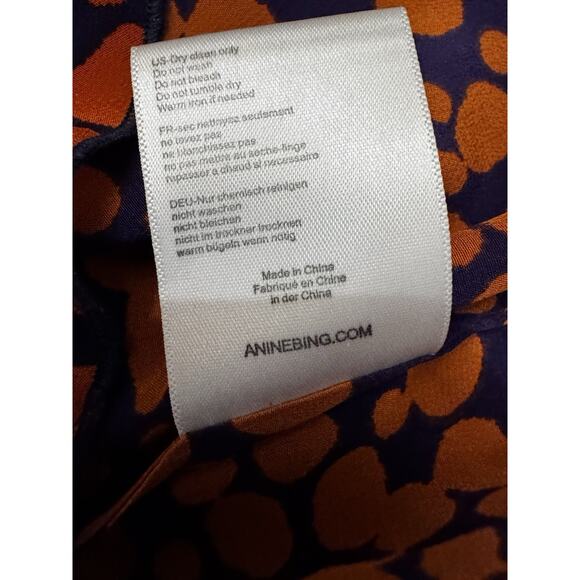 US-Dry clean only
Do not wash
Do not bleach
Do not tumble dry
Warm iron if needed
FR-sec nettoyez seulement
ne lavez pas
ne blanchissez pas
ne pas mettre au sèche-linge
repasser a chaud al necessaire
DEU-Nur chemisch reinigen
nicht waschen
nicht bleichen
nicht im trockner trocknen
warm bügeln wenn nötig
Made in China
Fabriqué en China
in der China
ANINEBING.COM